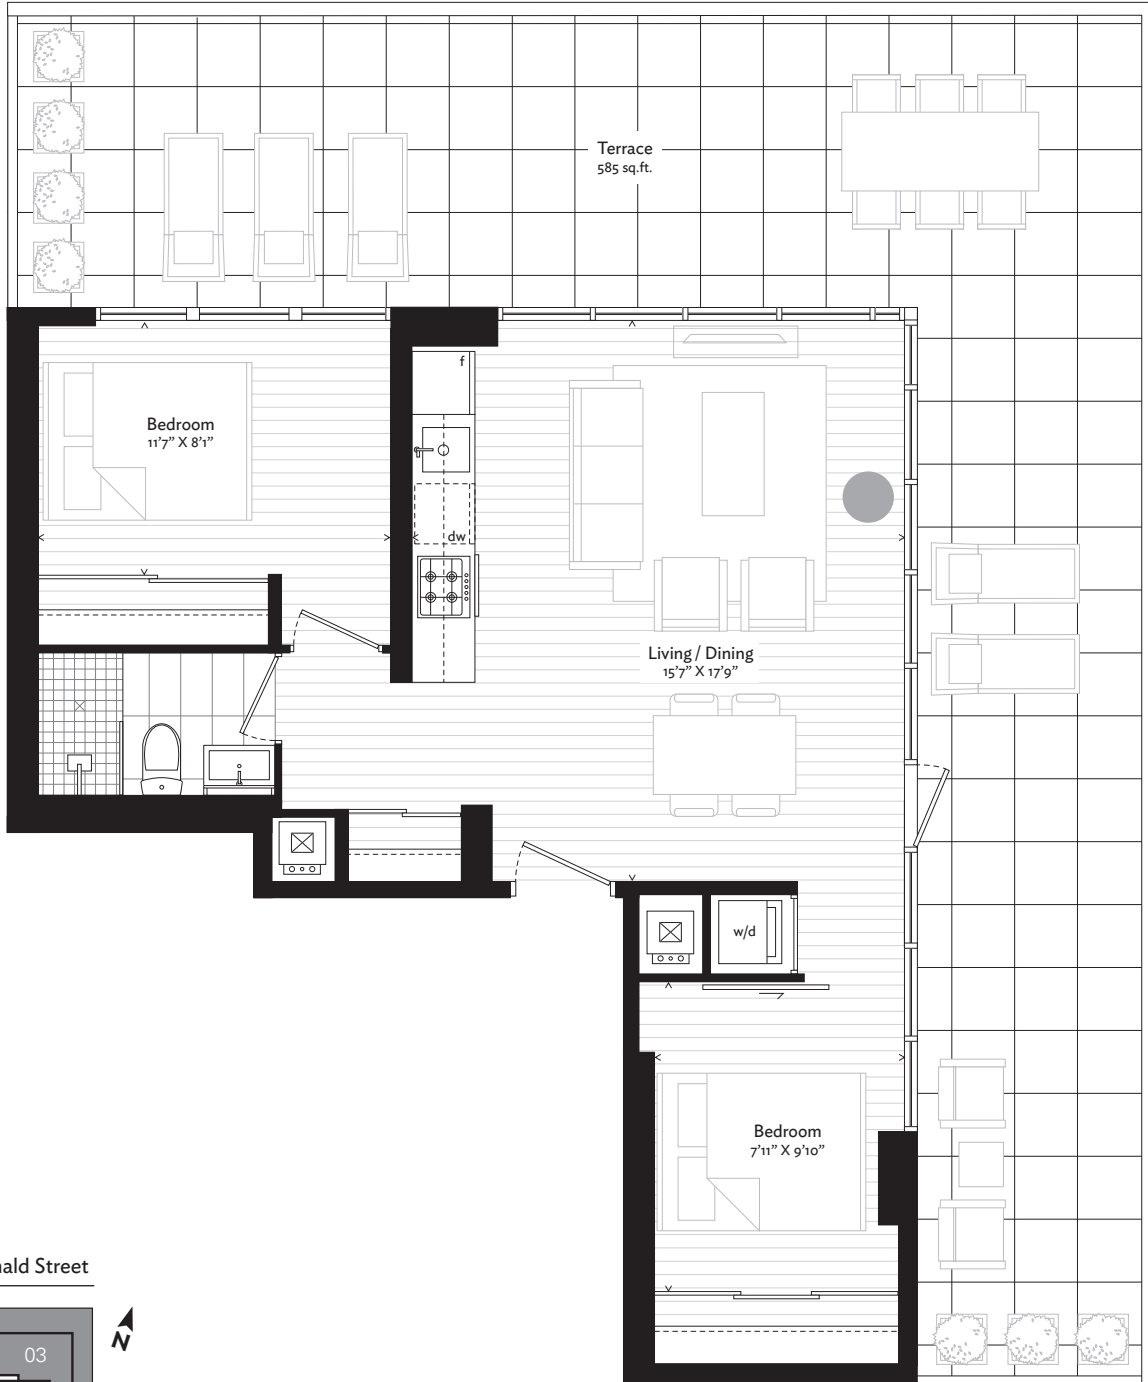 Terrace
585 sq.ft.
f
Bedroom
11’7” X 8’1”
dw
Living / Dining
15’7” X 17’9”
w/d
Bedroom
7’11” X 9’10”
Street
N
03